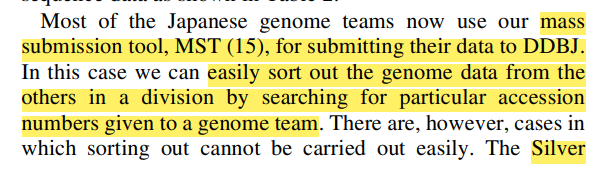 Most of the Japanese genome teams now use our mass
submission tool, MST (15), for submitting their data to DDBJ.
In this case we can easily sort out the genome data from the
others in a division by searching for particular accession
numbers given to a genome team. There are, however, cases in
which sorting out cannot be carried out easily. The Silver